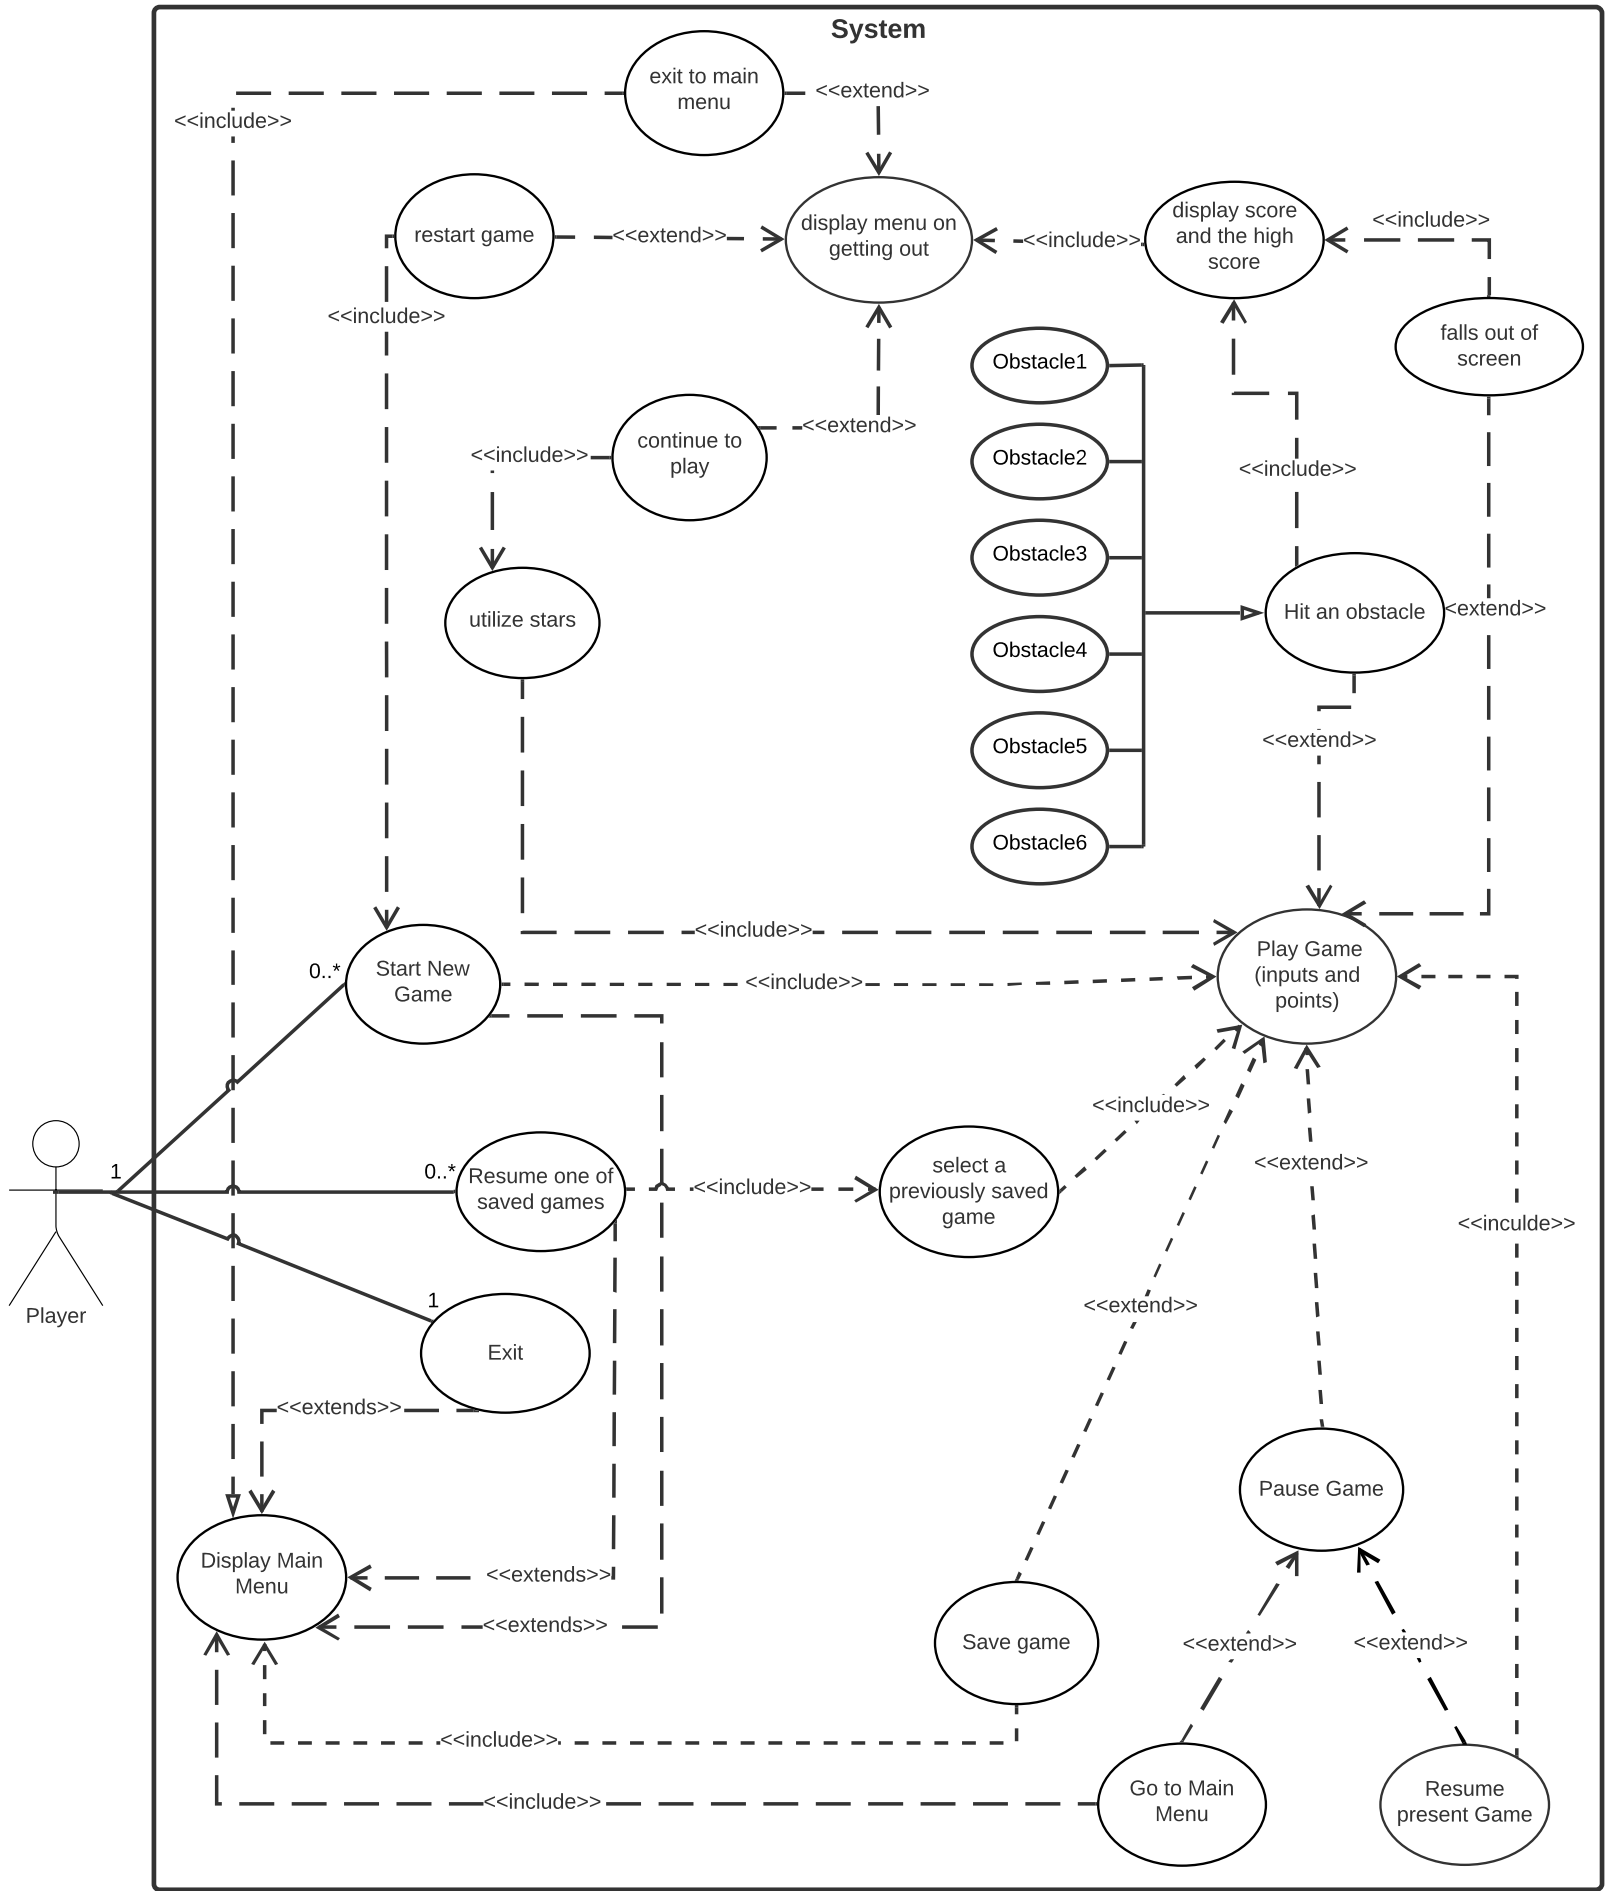 System
exit to main
menu
<<extend>>
<<include>>
restart game
<<extend>>
display menu on
getting out
<<include>>
display score
and the high
score
<<include>>
falls out of
screen
<<include>>
Obstacle1
Obstacle2
Obstacle3
Obstacle4
Obstacle5
Obstacle6
continue to
play
<<extend>>
<<include>>
<<include>>
utilize stars
Hit an obstacle
<extend>>
<<extend>>
<<include>>
Play Game
(inputs and
points)
0..*
Start New
Game
<<include>>
<<include>>
1
0..*
Resume one of
saved games
<<include>>
select a
previously saved
game
<<extend>>
<<inculde>>
Player
1
Exit
<<extend>>
<<extends>>
Pause Game
Display Main
Menu
<<extends>>
<<extends>>
Save game
<<extend>>
<<extend>>
<<include>>
<<include>>
Go to Main
Menu
Resume
present Game